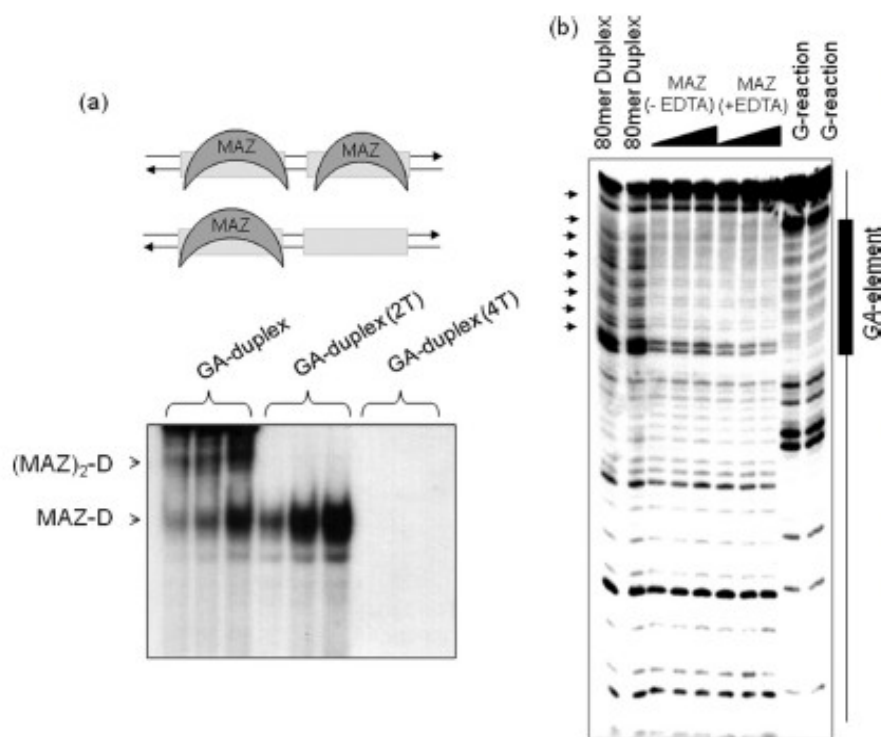 (a)
MAZ
MAZ
MAZ
GA-duplex
GA-duplex (2T)
GA-duplex (4T)
(MAZ)2-D
MAZ-D
(b)
80mer Duplex
80mer Duplex
MAZ
(- EDTA)
MAZ
(+EDTA)
G-reaction
G-reaction
GA-element